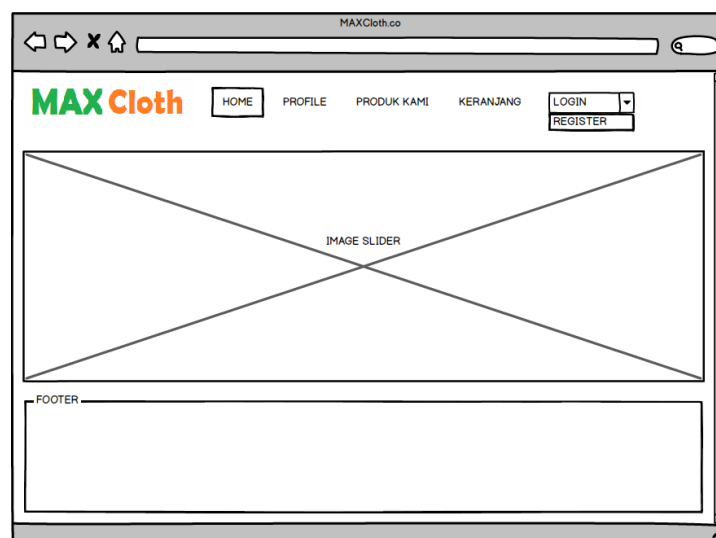 MAXCloth.co
MAX Cloth
HOME PROFILE PRODUK KAMI KERANJANG LOGIN
REGISTER
IMAGE SLIDER
FOOTER